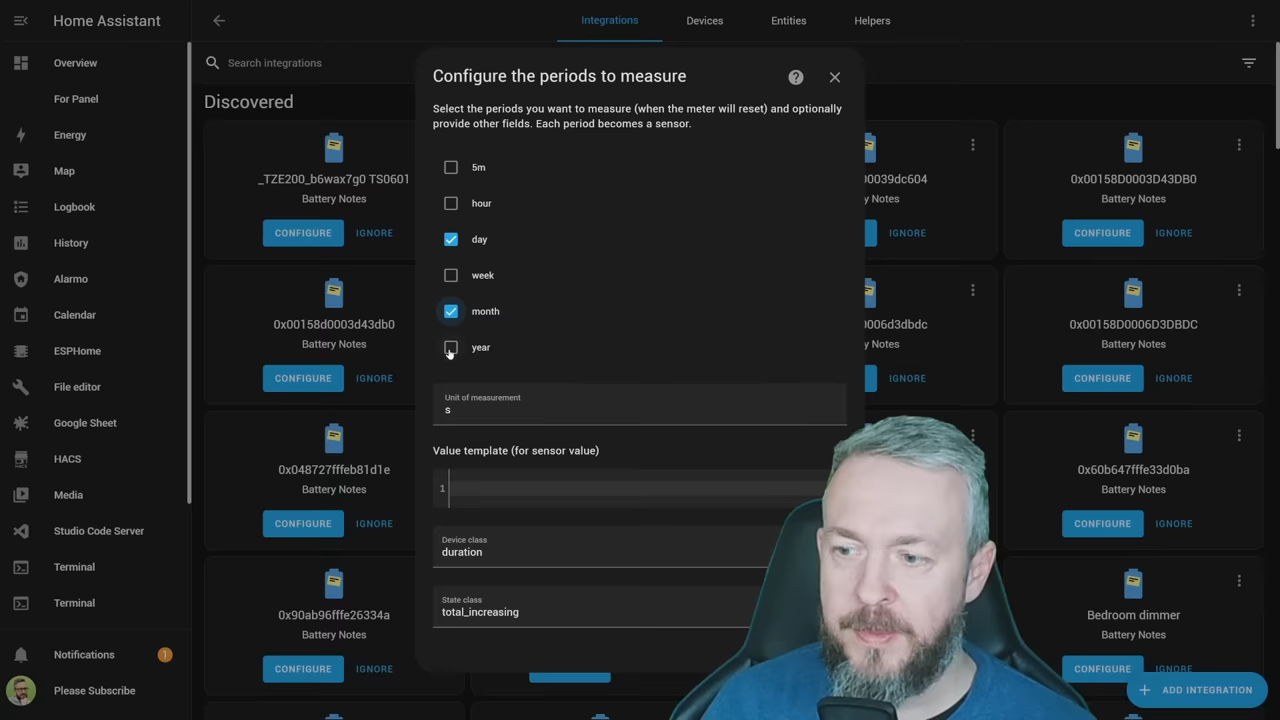 Home Assistant
Overview
For Panel
Energy
Map
Logbook
History
Alarmo
Calendar
ESPHome
File editor
Google Sheet
HACS
Media
Studio Code Server
Terminal
Terminal
Notifications
1
Please Subscribe
Integrations
Devices
Entities
Helpers
Search integrations
Discovered
_TZE200_b6wax7g0 TS0601
Battery Notes
CONFIGURE
IGNORE
0x00158d0003d43db0
Battery Notes
CONFIGURE
IGNORE
0x048727fffeb81d1e
Battery Notes
CONFIGURE
IGNORE
0x90ab96fffe26334a
Battery Notes
CONFIGURE
IGNORE
Configure the periods to measure
Select the periods you want to measure (when the meter will reset) and optionally
provide other fields. Each period becomes a sensor.
5m
hour
day
week
month
year
Unit of measurement
s
Value template (for sensor value)
1
Device class
duration
State class
total_increasing
00039dc604
IGNORE
0006d3dbdc
IGNORE
0x00158D0003D43DB0
Battery Notes
CONFIGURE
IGNORE
0x00158D0006D3DBDC
Battery Notes
CONFIGURE
IGNORE
0x60b647fffe33d0ba
Battery Notes
CONFIGURE
IGNORE
Bedroom dimmer
Battery Notes
CONFIGURE
IGNORE
ADD INTEGRATION